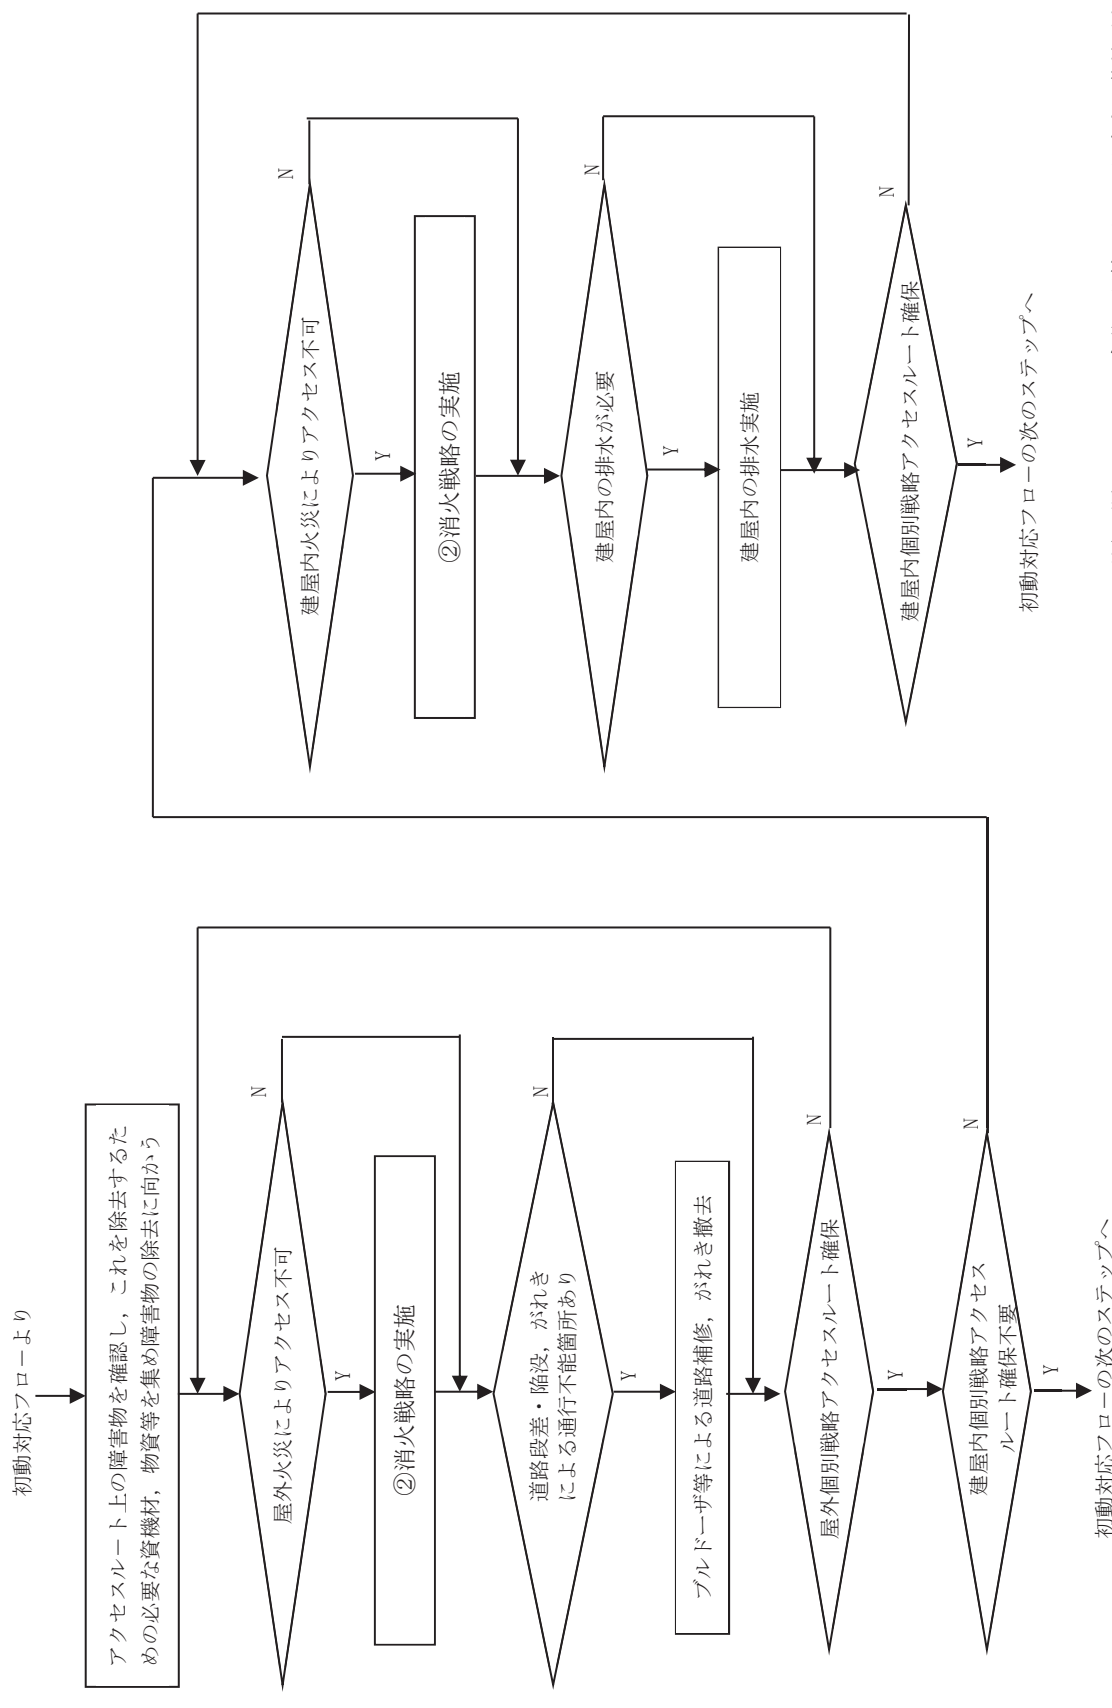 初動対応フローより
アクセスルート上の障害物を確認し，これを除去するた
めの必要な資機材，物資等を集め障害物の除去に向かう
屋外火災によりアクセス不可
N
Y
②消火戦略の実施
道路段差・陥没，がれき
による通行不能箇所あり
N
Y
ブルドーザ等による道路補修，がれき撤去
屋外個別戦略アクセスルート確保
N
Y
建屋内個別戦略アクセス
ルート確保不要
N
Y
初動対応フローの次のステップへ
建屋内火災によりアクセス不可
N
Y
②消火戦略の実施
建屋内の排水が必要
N
Y
建屋内の排水実施
建屋内個別戦略アクセスルート確保
N
Y
初動対応フローの次のステップへ